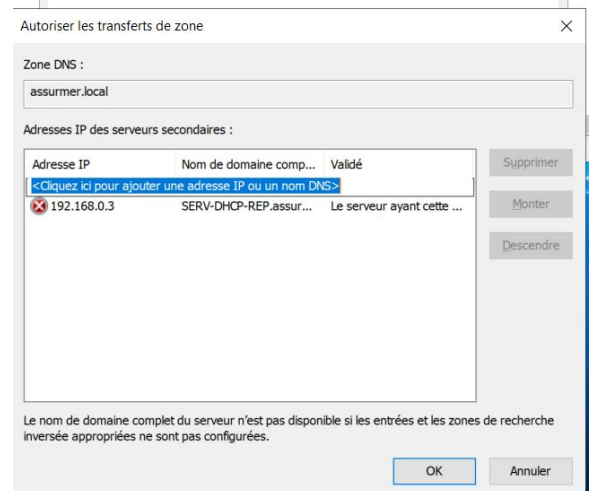 Autoriser les transferts de zone
Zone DNS :
assurmer.local
Adresses IP des serveurs secondaires :
Adresse IP Nom de domaine comp... Validé
<Cliquez ici pour ajouter une adresse IP ou un nom DNS>
192.168.0.3 SERV-DHCP-REP.assur... Le serveur ayant cette ...
Supprimer
Monter
Descendre
Le nom de domaine complet du serveur n'est pas disponible si les entrées et les zones de recherche
inversée appropriées ne sont pas configurées.
OK Annuler